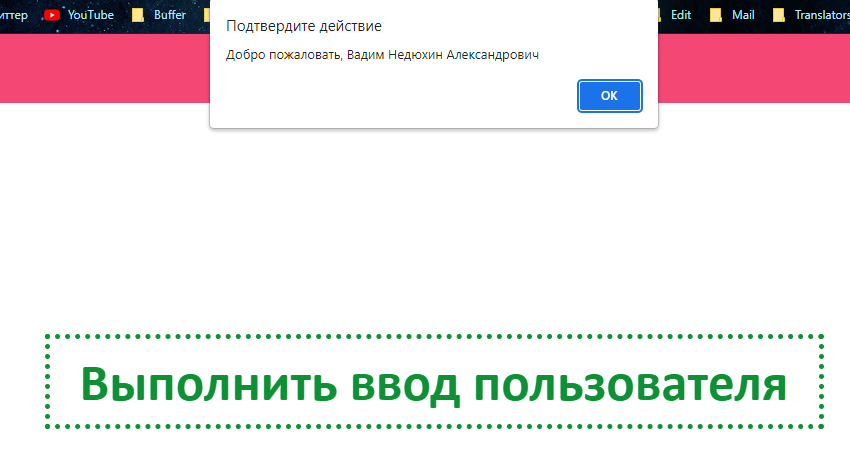 иттер YouTube Buffer Edit Mail Translators
Подтвердите действие
Добро пожаловать, Вадим Недюхин Александрович
OK
Выполнить ввод пользователя